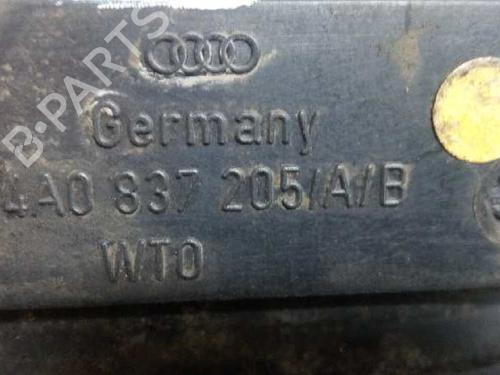 B-PARTS
Germany
4A0 837 205/A/B
WTO